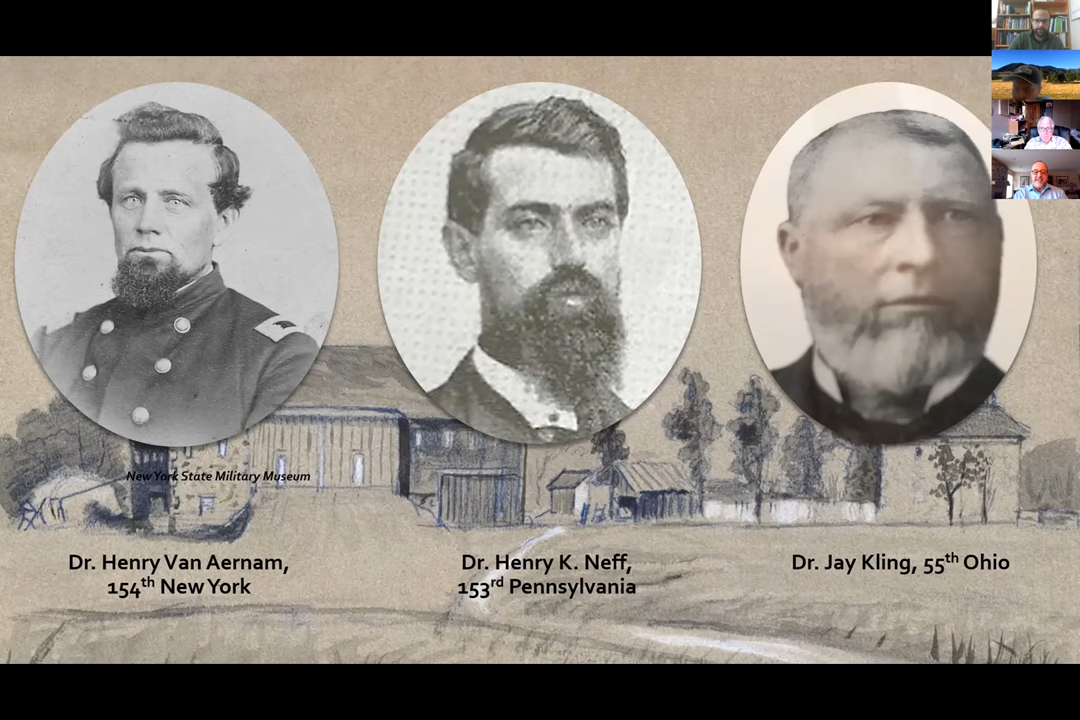 New York State Military Museum
Dr. Henry Van Aernam,
154th New York
Dr. Henry K. Neff,
153rd Pennsylvania
Dr. Jay Kling, 55th Ohio